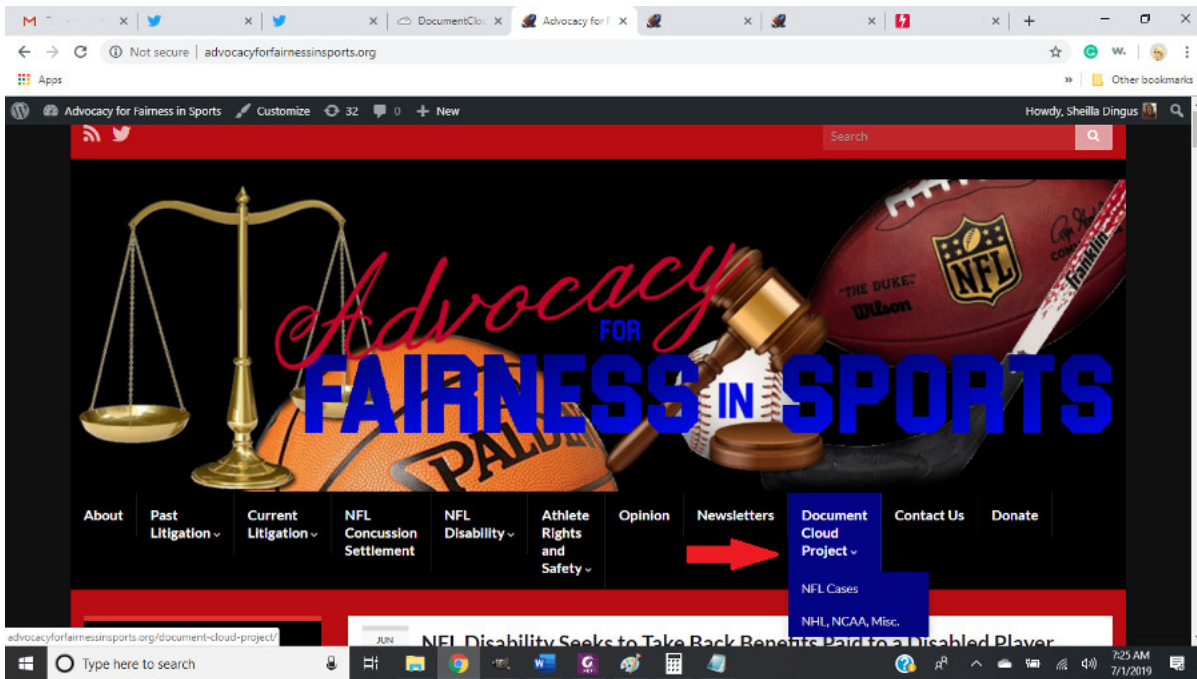 DocumentClou
Advocacy for F
Not secure | advocacyforfairnessinsports.org
Apps
Other bookmarks
Advocacy for Fairness in Sports Customize 32 0 + New
Howdy, Sheilla Dingus
Search
Advocacy
FOR
FAIRNESS IN SPORTS
"THE DUKE"
Wilson
NFL
Franklin
SPALDING
About
Past
Litigation
Current
Litigation
NFL
Concussion
Settlement
NFL
Disability
Athlete
Rights
and
Safety
Opinion
Newsletters
Document
Cloud
Project
Contact Us
Donate
NFL Cases
NHL, NCAA, Misc.
advocacyforfairnessinsports.org/document-cloud-project/
JUN
NFL Disability Seeks to Take Back Benefits Paid to a Disabled Player
Type here to search
7:25 AM
7/1/2019